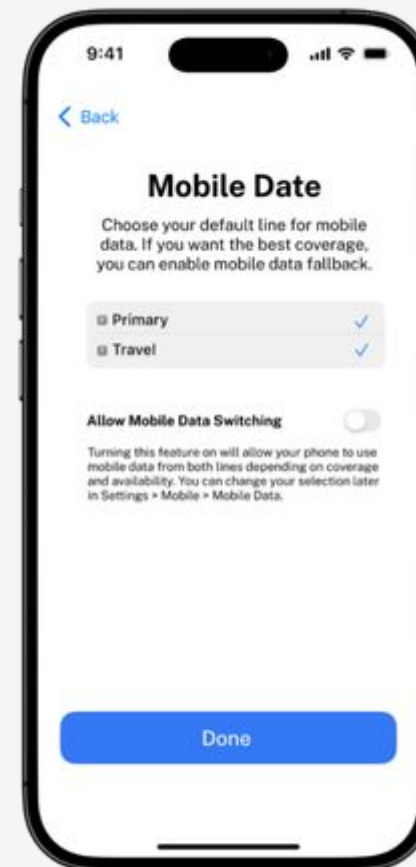 9:41
Back
Mobile Date
Choose your default line for mobile
data. If you want the best coverage,
you can enable mobile data fallback.
Primary
Travel
Allow Mobile Data Switching
Turning this feature on will allow your phone to use
mobile data from both lines depending on coverage
and availability. You can change your selection later
in Settings > Mobile > Mobile Data.
Done